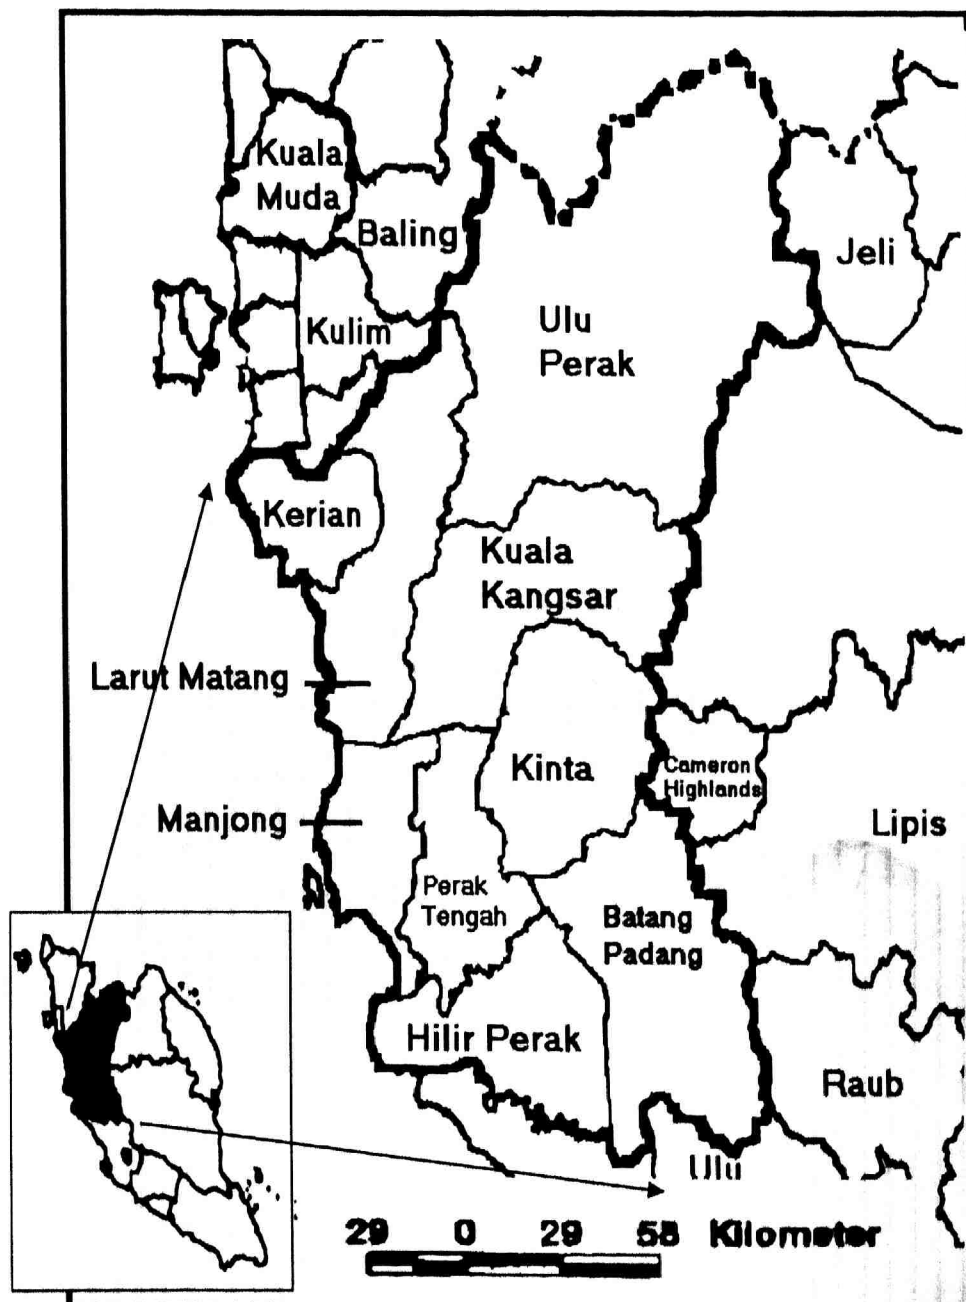 Kuala
Muda
Baling
Jeli
Kulim
Ulu
Perak
Kerian
Kuala
Kangsar
Larut Matang
Kinta
Cameron
Highlands
Manjong
Lipis
Perak
Tengah
Batang
Padang
Hilir Perak
Raub
Ulu
29 0 29 58 Kilometer